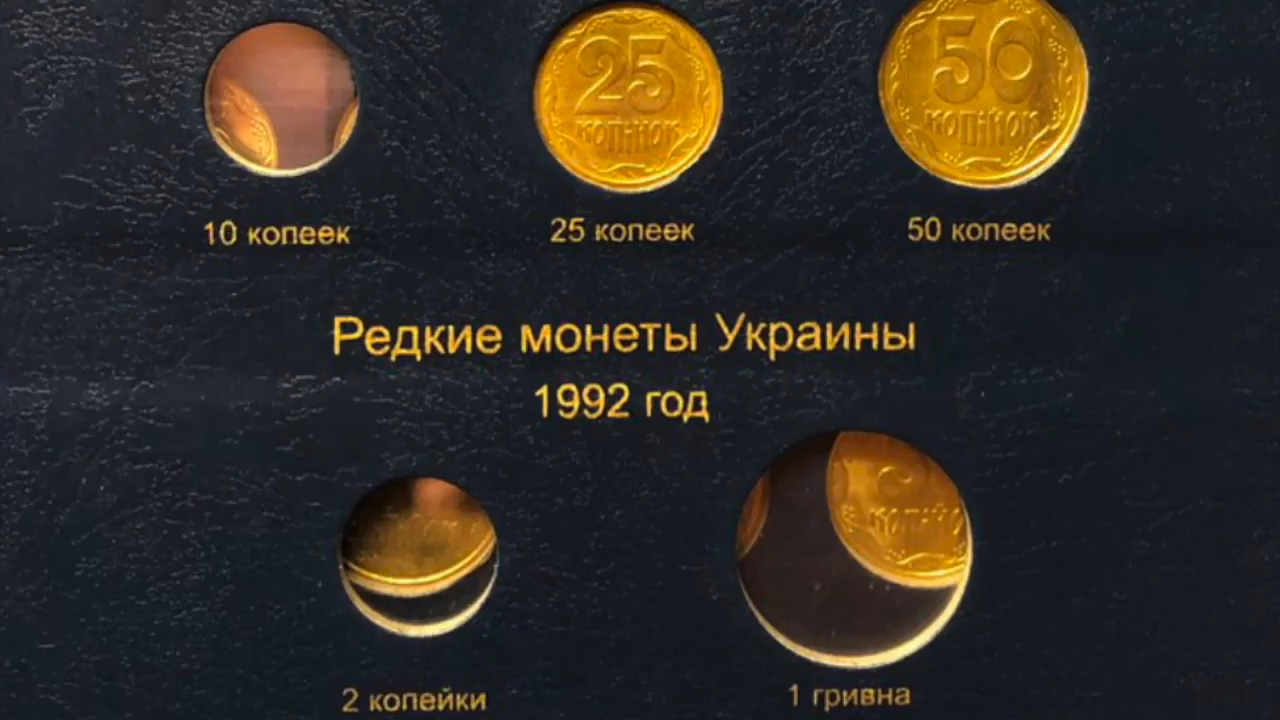 25
КОПІЙОК
50
КОПІЙОК
10 копеек
25 копеек
50 копеек
Редкие монеты Украины
1992 год
2 копейки
1 гривна